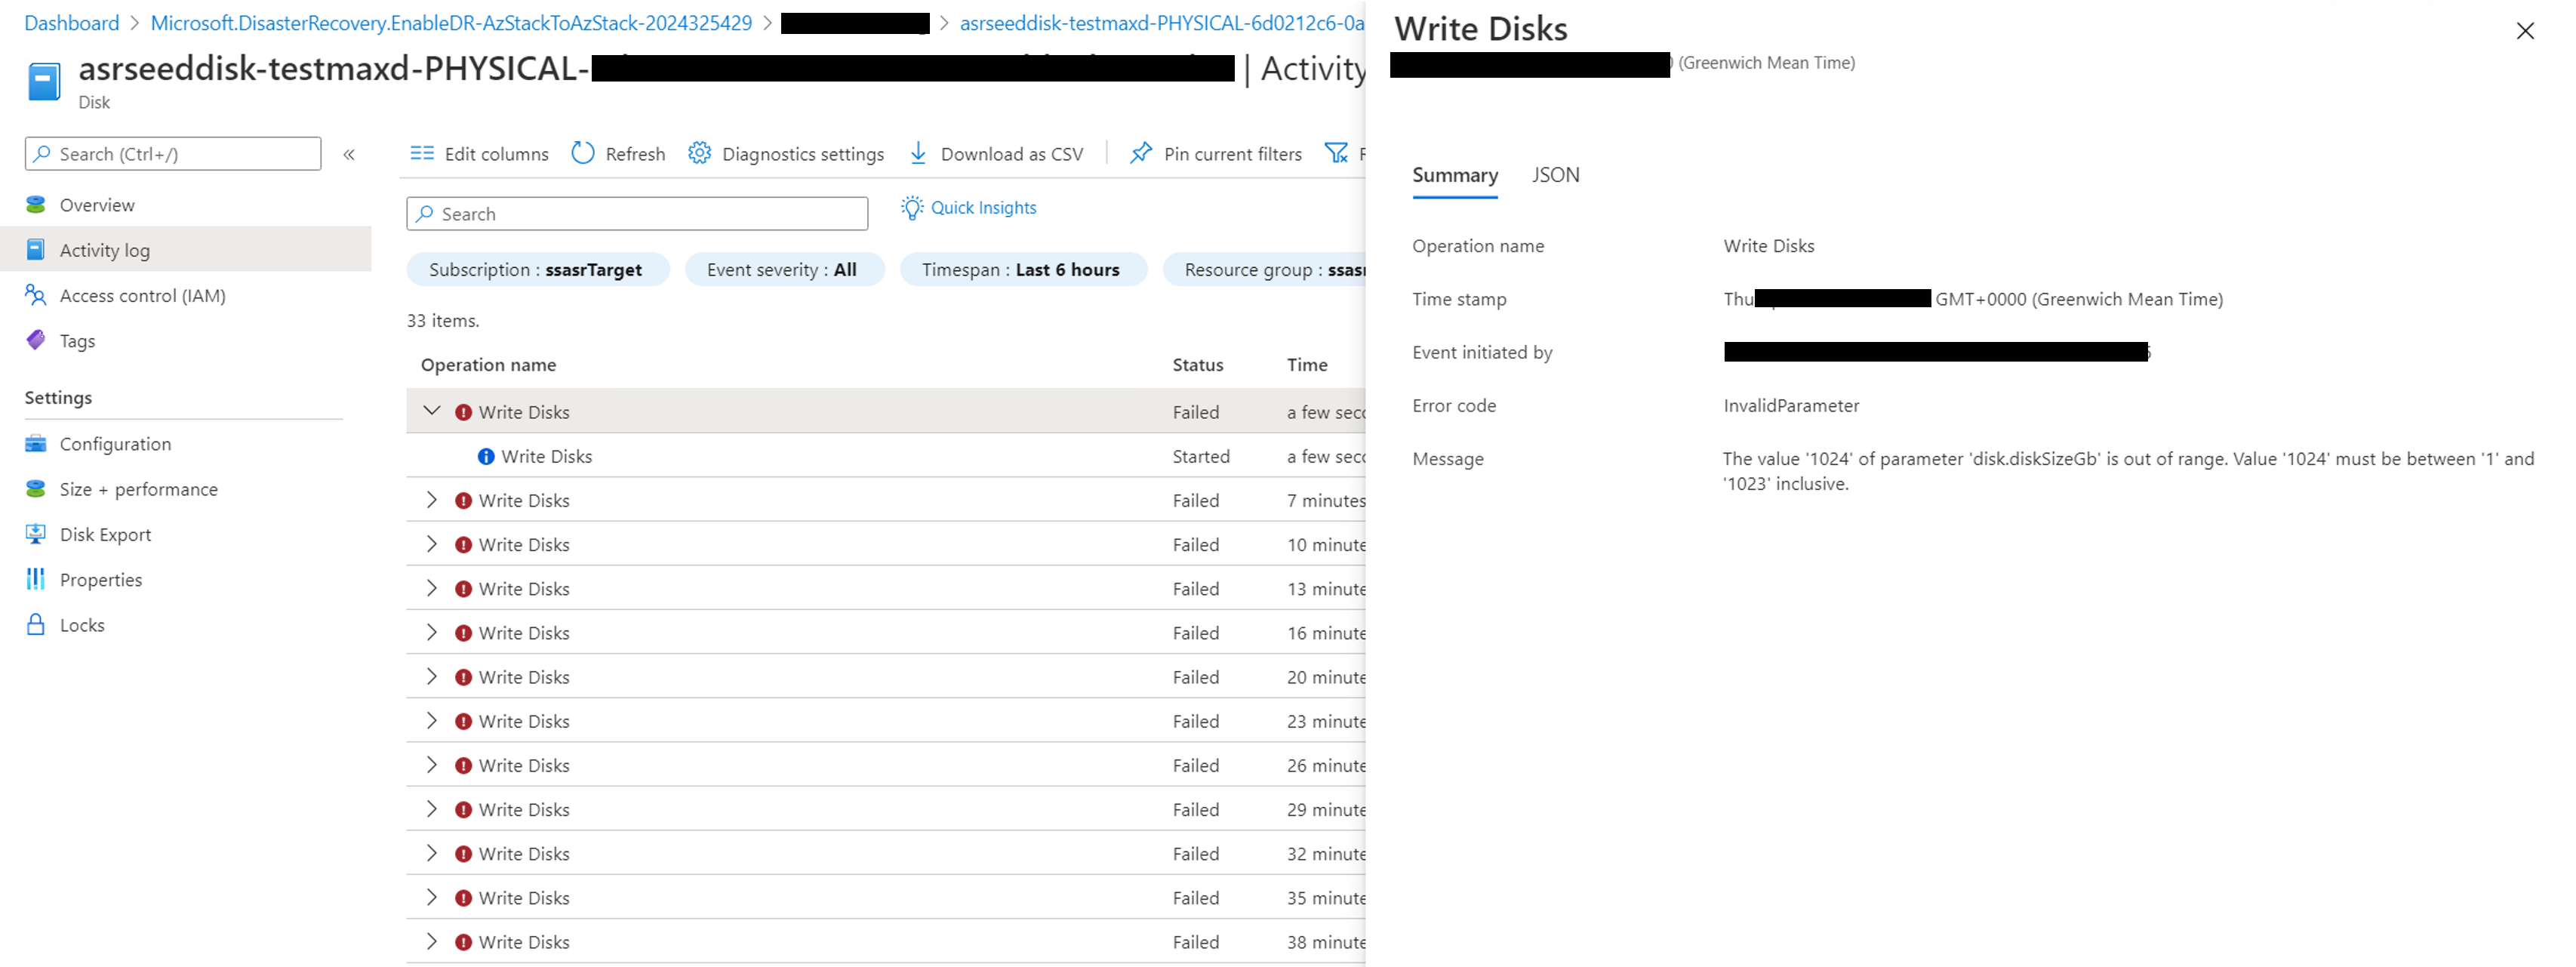 Dashboard > Microsoft.DisasterRecovery.EnableDR-AzStackToAzStack-2024325429 > > asrseeddisk-testmaxd-PHYSICAL-6d0212c6-0a
asrseeddisk-testmaxd-PHYSICAL- | Activity
Disk
Search (Ctrl+/)
«
Overview
Activity log
Access control (IAM)
Tags
Settings
Configuration
Size + performance
Disk Export
Properties
Locks
Edit columns Refresh Diagnostics settings Download as CSV Pin current filters
Search
Quick Insights
Subscription : ssasrTarget Event severity : All Timespan : Last 6 hours Resource group : ssasr
33 items.
Operation name Status Time
Write Disks Failed a few sec
Write Disks Started a few sec
Write Disks Failed 7 minutes
Write Disks Failed 10 minute
Write Disks Failed 13 minute
Write Disks Failed 16 minute
Write Disks Failed 20 minute
Write Disks Failed 23 minute
Write Disks Failed 26 minute
Write Disks Failed 29 minute
Write Disks Failed 32 minute
Write Disks Failed 35 minute
Write Disks Failed 38 minute
Write Disks
(Greenwich Mean Time)
Summary JSON
Operation name Write Disks
Time stamp Thu GMT+0000 (Greenwich Mean Time)
Event initiated by
Error code InvalidParameter
Message The value '1024' of parameter 'disk.diskSizeGb' is out of range. Value '1024' must be between '1' and
'1023' inclusive.